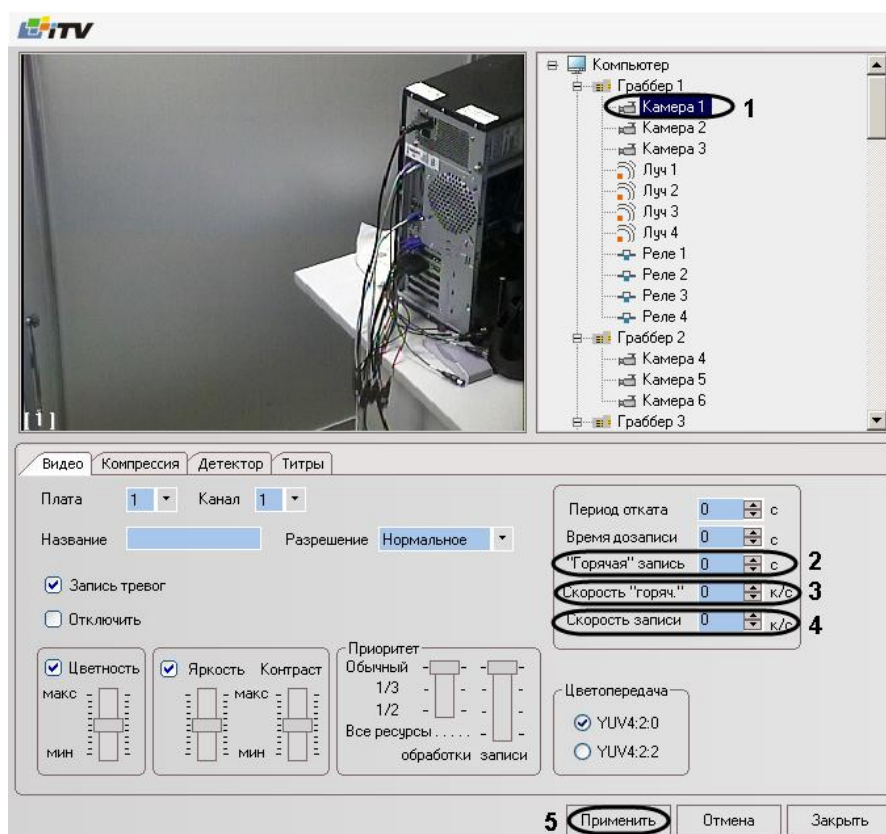 iTV
Компьютер
Граббер 1
Камера 1 1
Камера 2
Камера 3
Луч 1
Луч 2
Луч 3
Луч 4
Реле 1
Реле 2
Реле 3
Реле 4
Граббер 2
Камера 4
Камера 5
Камера 6
Граббер 3
[1]
Видео Компрессия Детектор Титры
Плата 1 Канал 1
Название Разрешение Нормальное
Запись тревог
Отключить
Период отката 0 с
Время дозаписи 0 с
"Горячая" запись 0 с 2
Скорость "горяч." 0 к/с 3
Скорость записи 0 к/с 4
Цветность
макс
мин
Яркость Контраст
макс
мин
Приоритет
Обычный
1/3
1/2
Все ресурсы.....
обработки записи
Цветопередача
YUV4:2:0
YUV4:2:2
5 Применить Отмена Закрыть